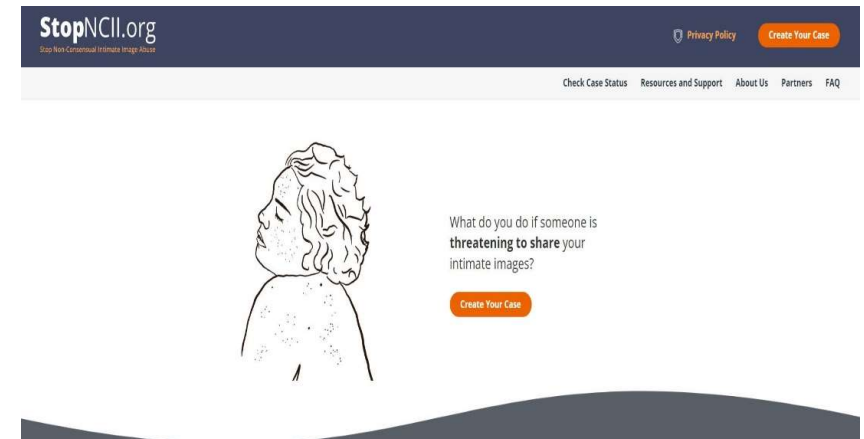 StopNCII.org
Stop Non-Consensual Intimate Image Abuse
Privacy Policy
Create Your Case
Check Case Status Resources and Support About Us Partners FAQ
What do you do if someone is
threatening to share your
intimate images?
Create Your Case